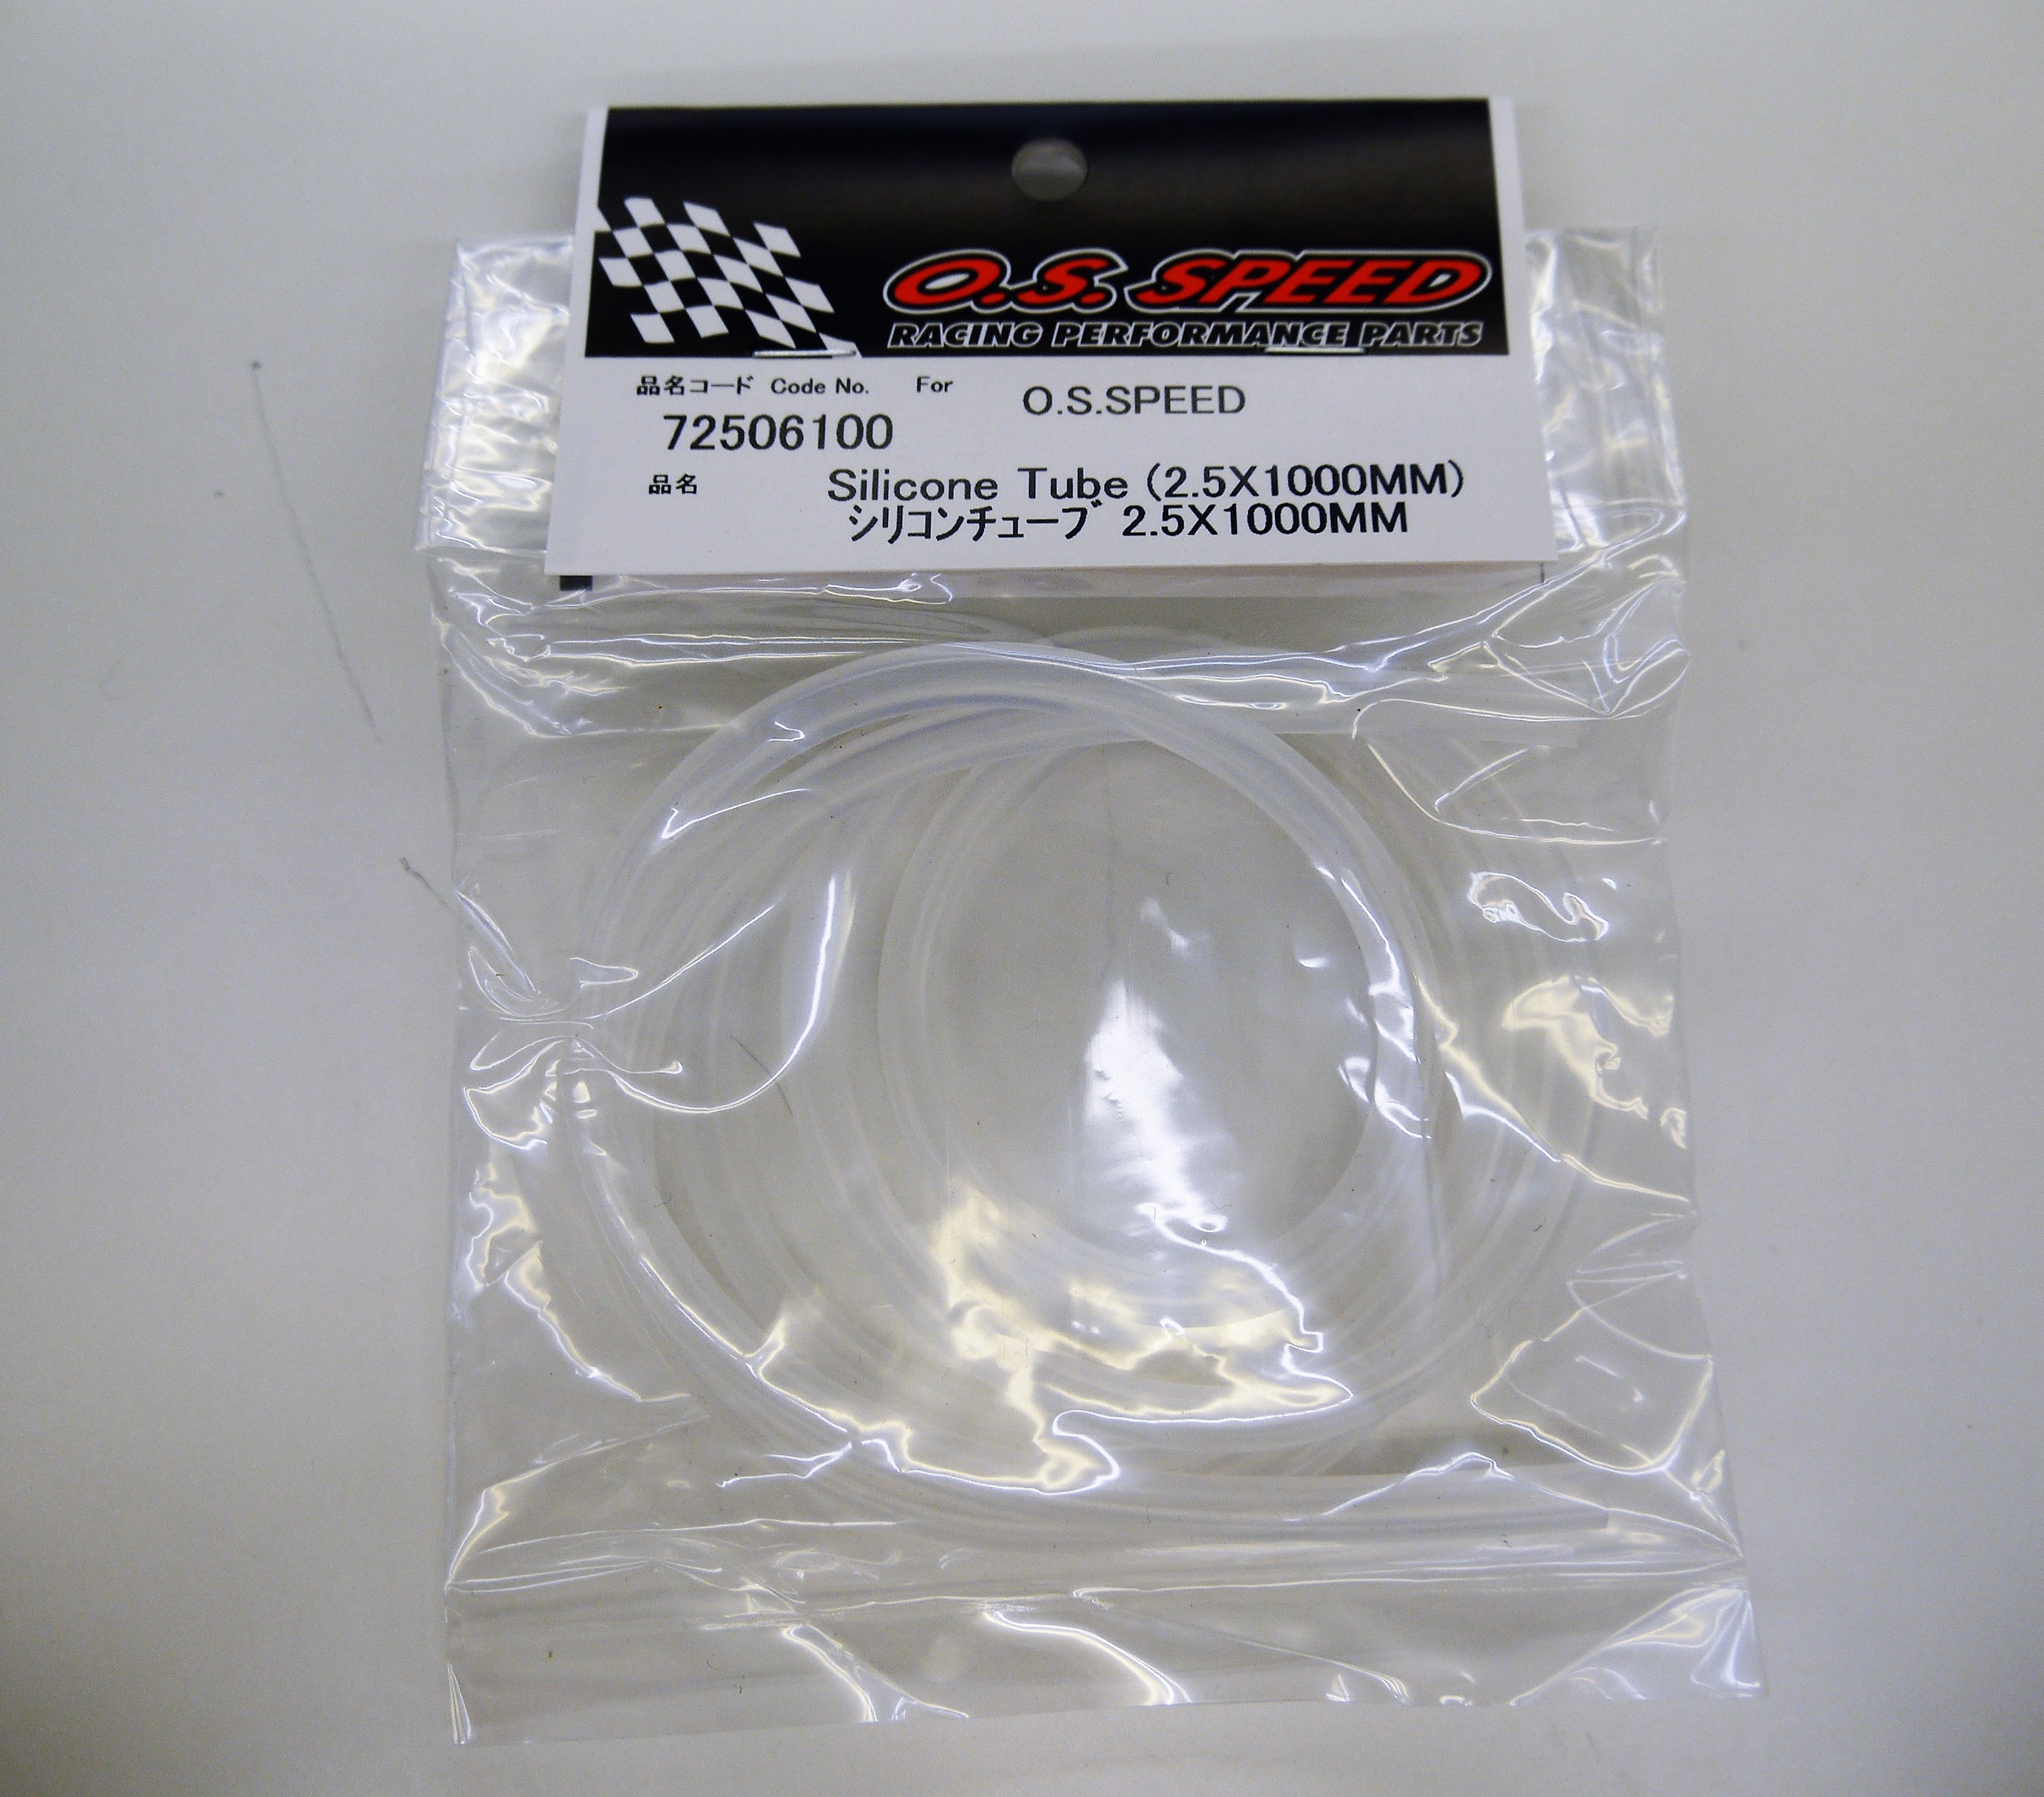 O.S. SPEED
RACING PERFORMANCE PARTS
品名コード Code No. For O.S.SPEED
72506100
品名 Silicone Tube (2.5X1000MM)
シリコンチューブ 2.5X1000MM